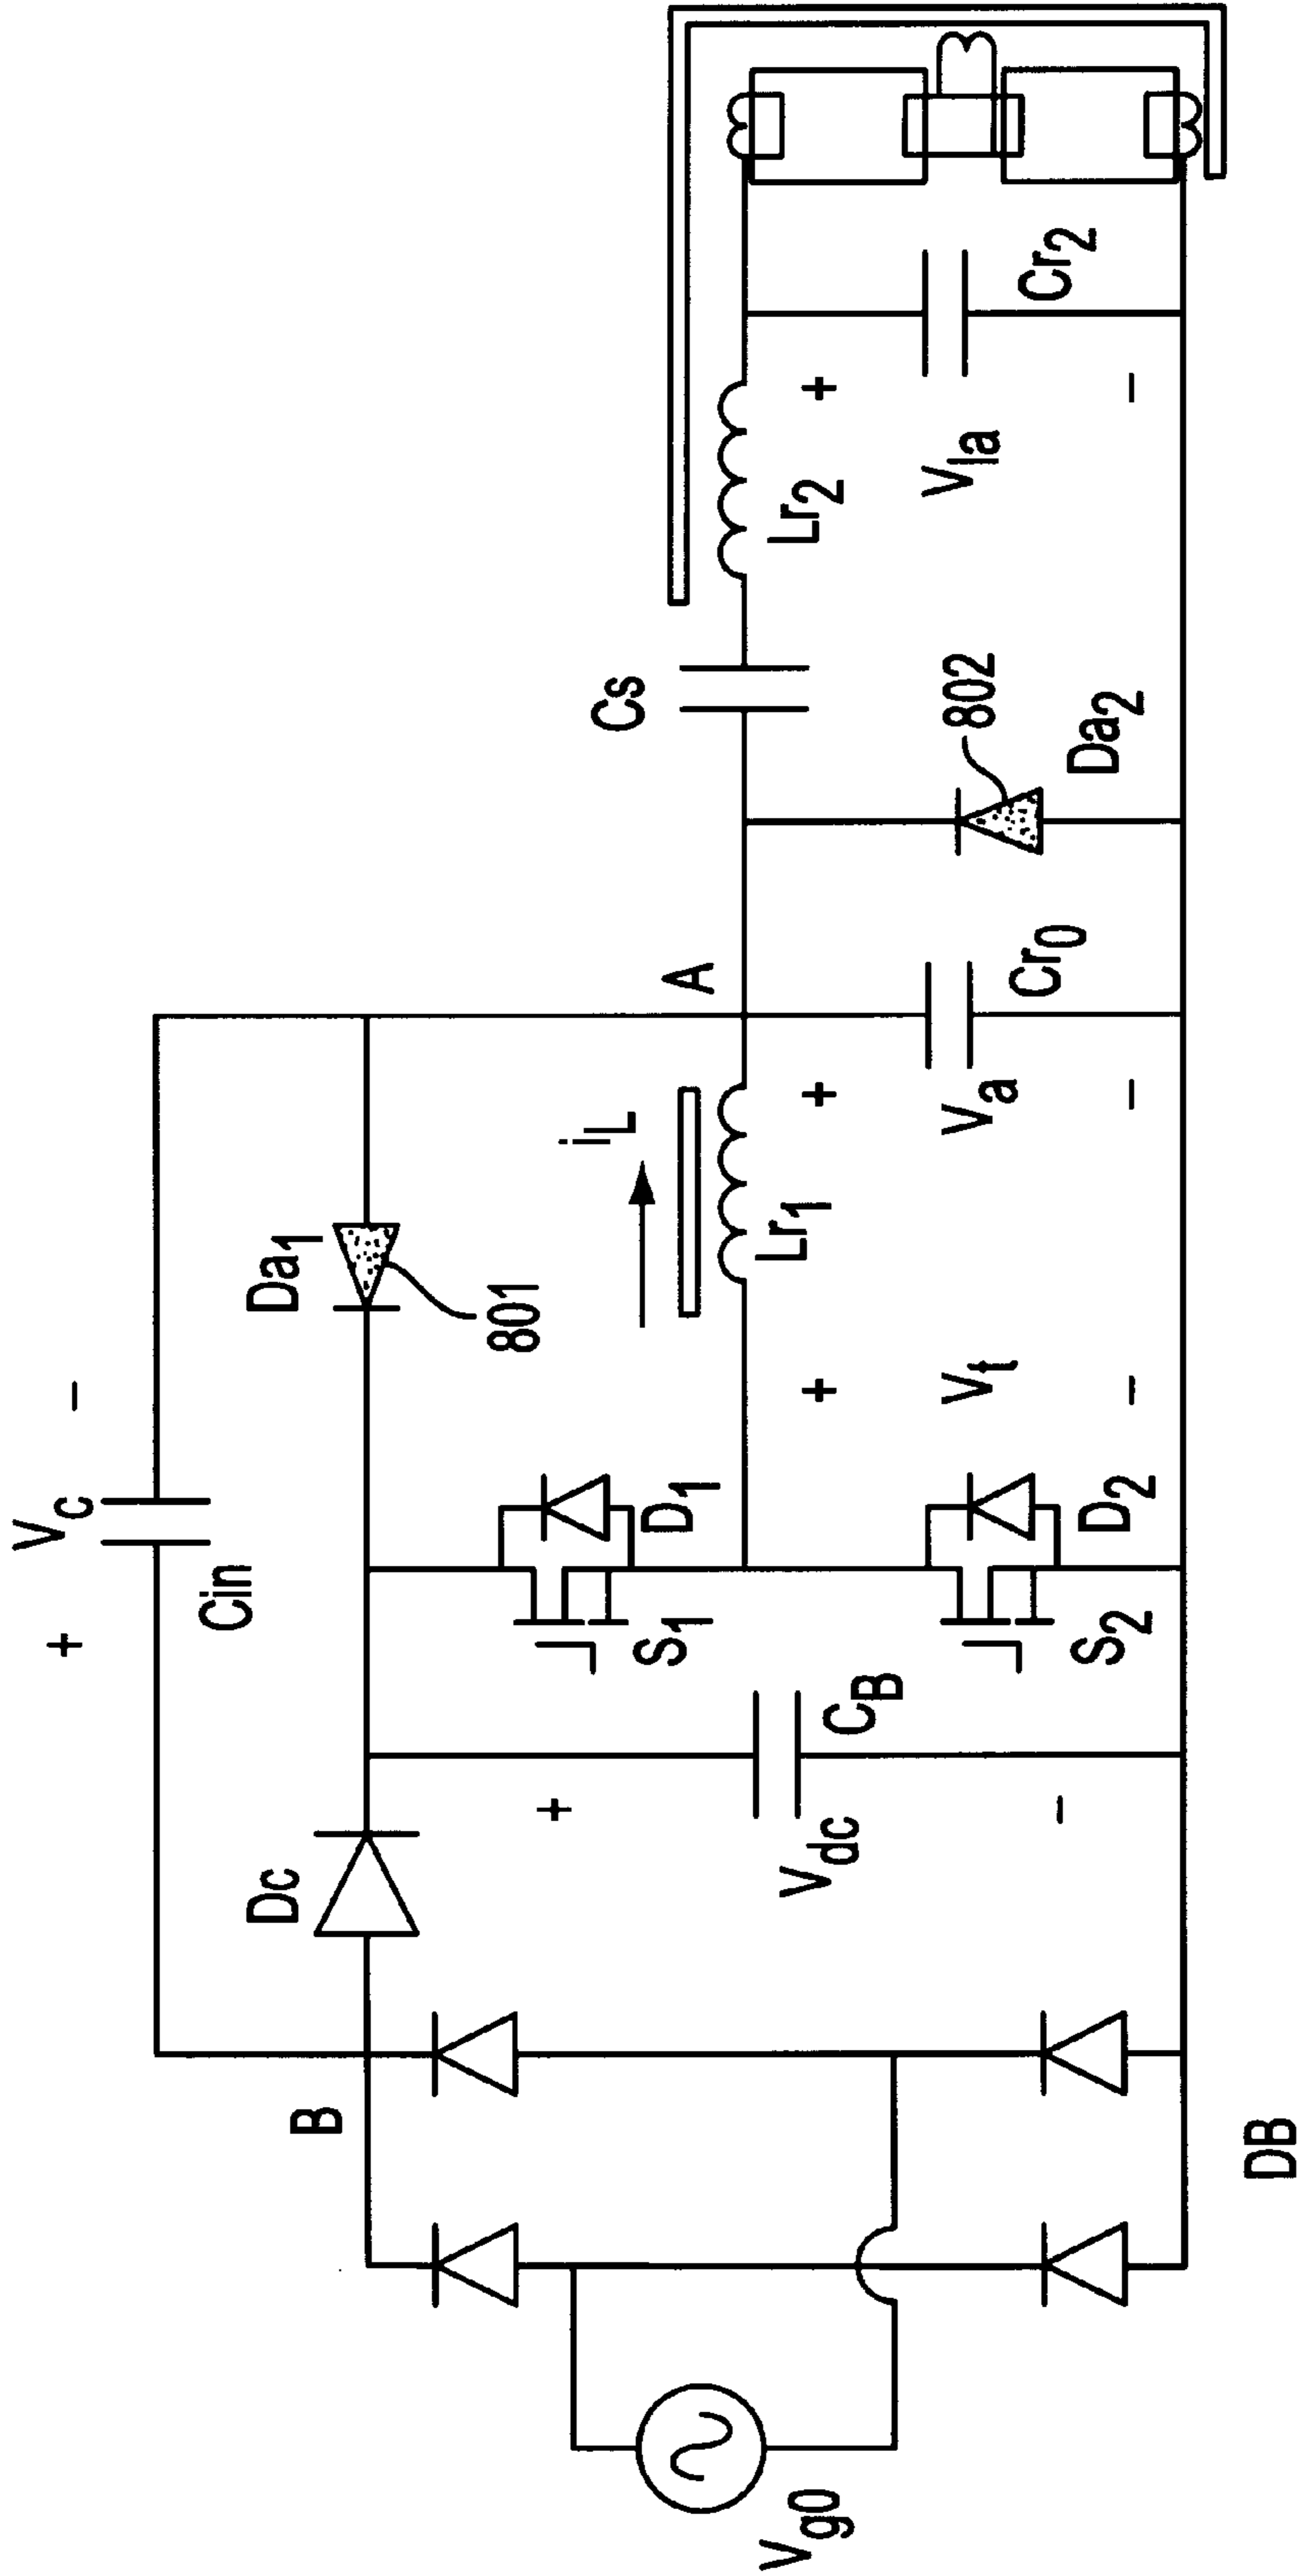 + Vc −
Cin
Da1
801
iL
Lr1
A
Cs
Lr2
Dc
B
S1
D1
+
Vdc
−
CB
+
Vt
−
S2
D2
+
Va
−
Cr0
802
Da2
+
Vla
−
Cr2
Vg0
DB